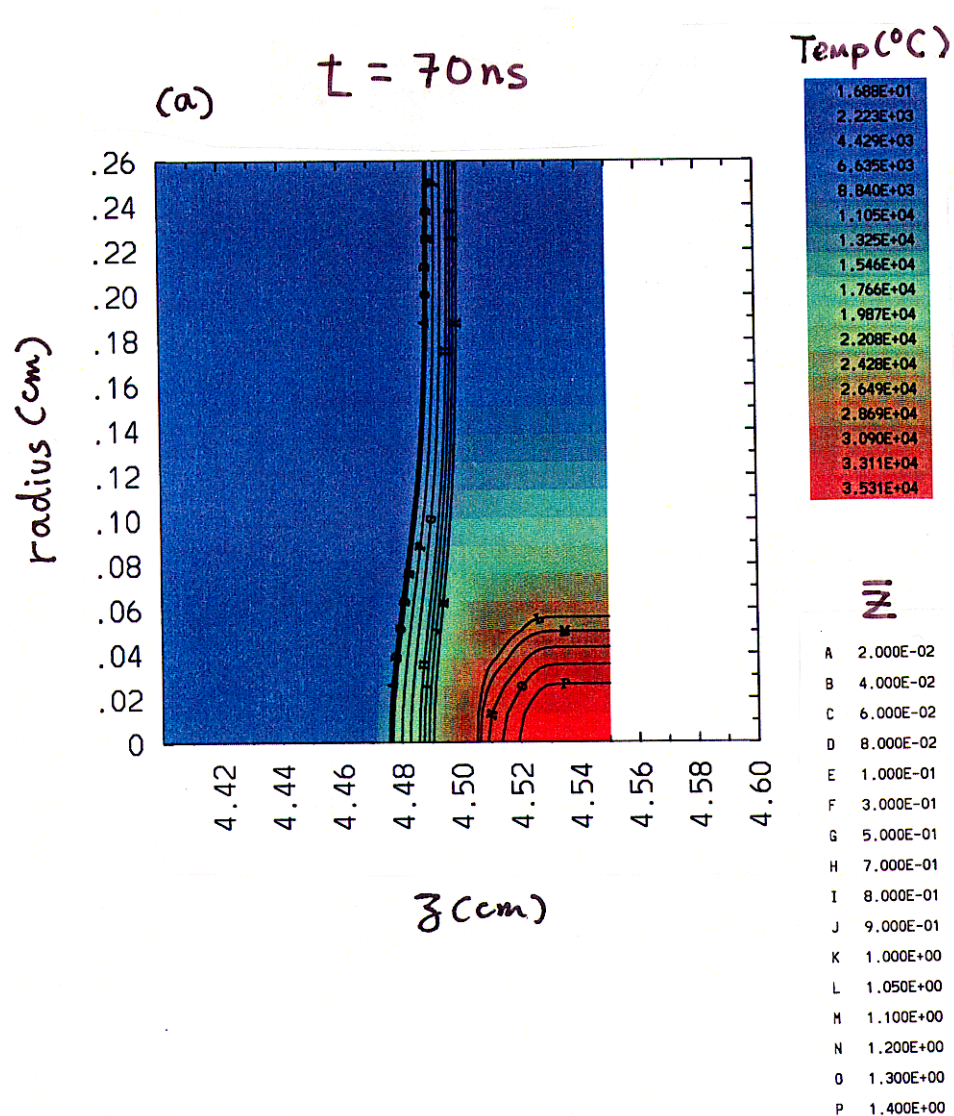 Temp(°C)
t = 70ns
(a)
1.688E+01
2.223E+03
4.429E+03
6.635E+03
8.840E+03
1.105E+04
1.325E+04
1.546E+04
1.766E+04
1.987E+04
2.208E+04
2.428E+04
2.649E+04
2.869E+04
3.090E+04
3.311E+04
3.531E+04
.26
.24
.22
.20
.18
.16
.14
.12
.10
.08
.06
.04
.02
0
radius (cm)
4.42
4.44
4.46
4.48
4.50
4.52
4.54
4.56
4.58
4.60
z (cm)
L
M
N
O
P
Z̅
A 2.000E-02
B 4.000E-02
C 6.000E-02
D 8.000E-02
E 1.000E-01
F 3.000E-01
G 5.000E-01
H 7.000E-01
I 8.000E-01
J 9.000E-01
K 1.000E+00
L 1.050E+00
M 1.100E+00
N 1.200E+00
O 1.300E+00
P 1.400E+00